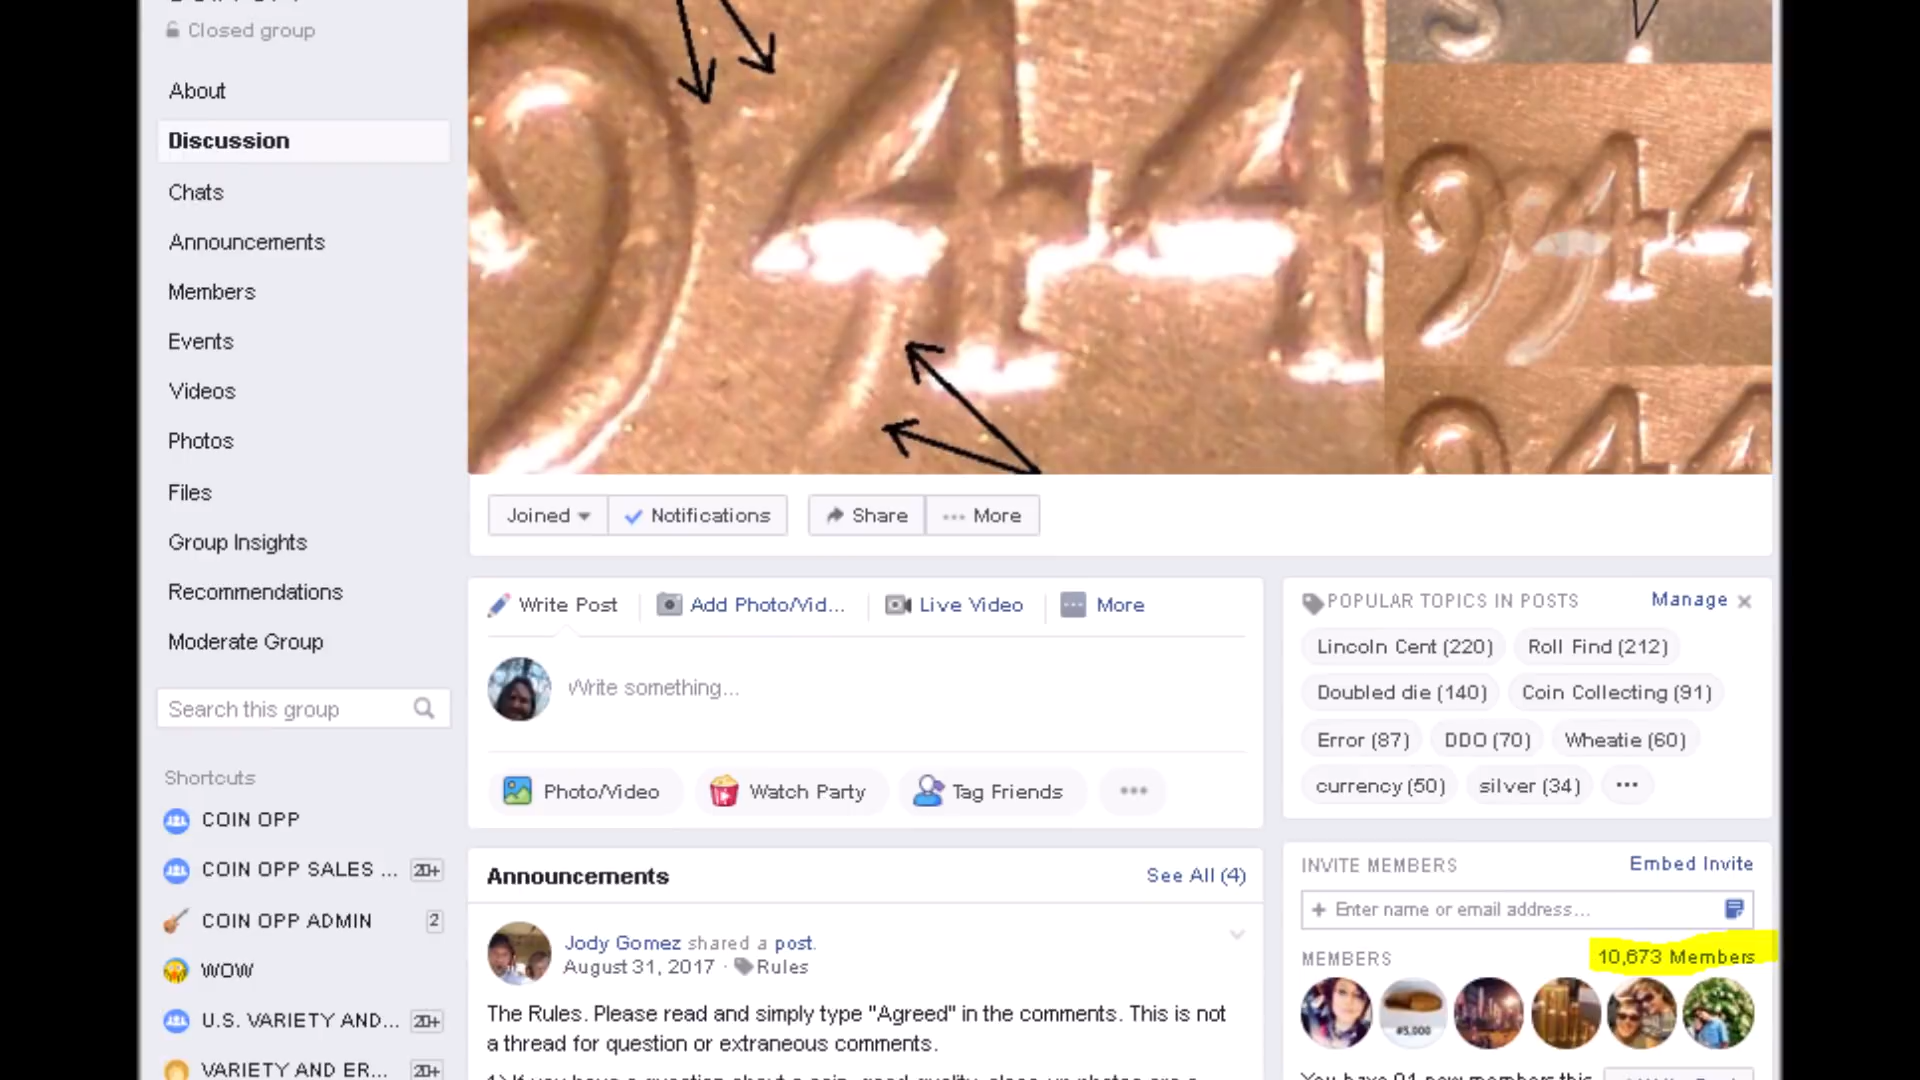 Closed group
About
Discussion
Chats
Announcements
Members
Events
Videos
Photos
Files
Group Insights
Recommendations
Moderate Group
Search this group
Shortcuts
COIN OPP
COIN OPP SALES ... 20+
COIN OPP ADMIN 2
WOW
U.S. VARIETY AND... 20+
VARIETY AND ER... 20+
944
944
Joined Notifications Share ... More
Write Post Add Photo/Vid... Live Video More
Write something...
Photo/Video Watch Party Tag Friends ...
Announcements See All (4)
Jody Gomez shared a post.
August 31, 2017 · Rules
The Rules. Please read and simply type "Agreed" in the comments. This is not
a thread for question or extraneous comments.
POPULAR TOPICS IN POSTS Manage
Lincoln Cent (220) Roll Find (212)
Doubled die (140) Coin Collecting (91)
Error (87) DDO (70) Wheatie (60)
currency (50) silver (34) ...
INVITE MEMBERS Embed Invite
+ Enter name or email address...
MEMBERS 10,673 Members
$5,000